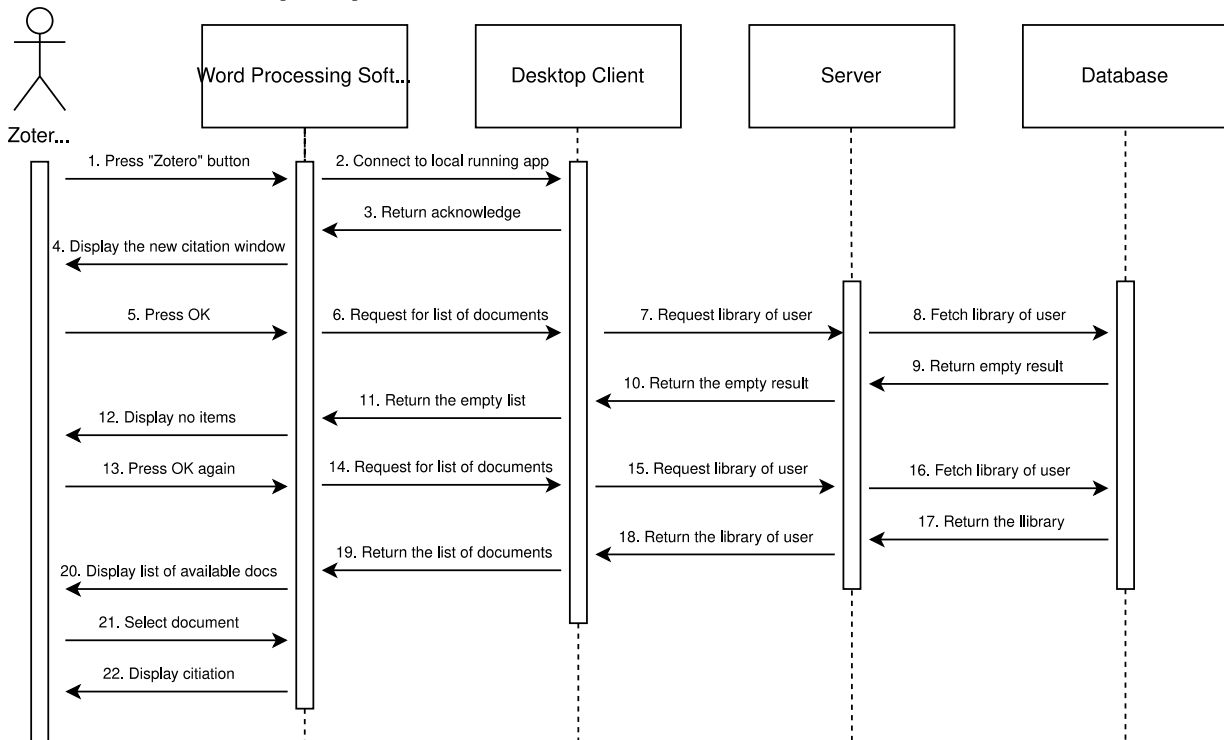 Word Processing Soft...
Desktop Client
Server
Database
Zoter...
1. Press "Zotero" button
2. Connect to local running app
3. Return acknowledge
4. Display the new citation window
5. Press OK
6. Request for list of documents
7. Request library of user
8. Fetch library of user
9. Return empty result
10. Return the empty result
11. Return the empty list
12. Display no items
13. Press OK again
14. Request for list of documents
15. Request library of user
16. Fetch library of user
17. Return the llibrary
18. Return the library of user
19. Return the list of documents
20. Display list of available docs
21. Select document
22. Display citiation